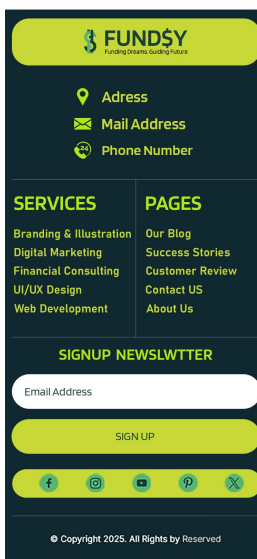 FUND$Y
Funding Dreams. Guiding Future
Adress
Mail Address
24
Phone Number
SERVICES
Branding & Illustration
Digital Marketing
Financial Consulting
UI/UX Design
Web Development
PAGES
Our Blog
Success Stories
Customer Review
Contact US
About Us
SIGNUP NEWSLWTTER
Email Address
SIGN UP
© Copyright 2025. All Rights by Reserved